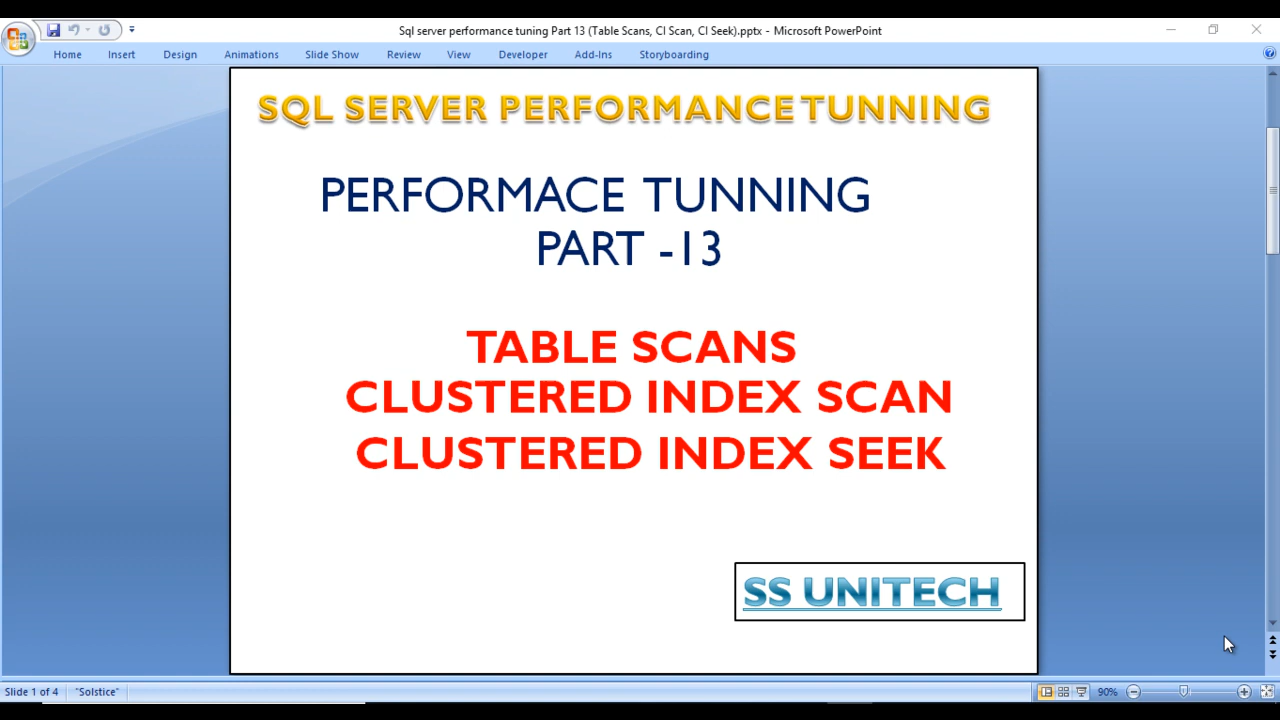 Sql server performance tuning Part 13 (Table Scans, CI Scan, CI Seek).pptx - Microsoft PowerPoint
Home Insert Design Animations Slide Show Review View Developer Add-Ins Storyboarding
SQL SERVER PERFORMANCE TUNNING
PERFORMACE TUNNING
PART -13
TABLE SCANS
CLUSTERED INDEX SCAN
CLUSTERED INDEX SEEK
SS UNITECH
Slide 1 of 4 "Solstice" 90%